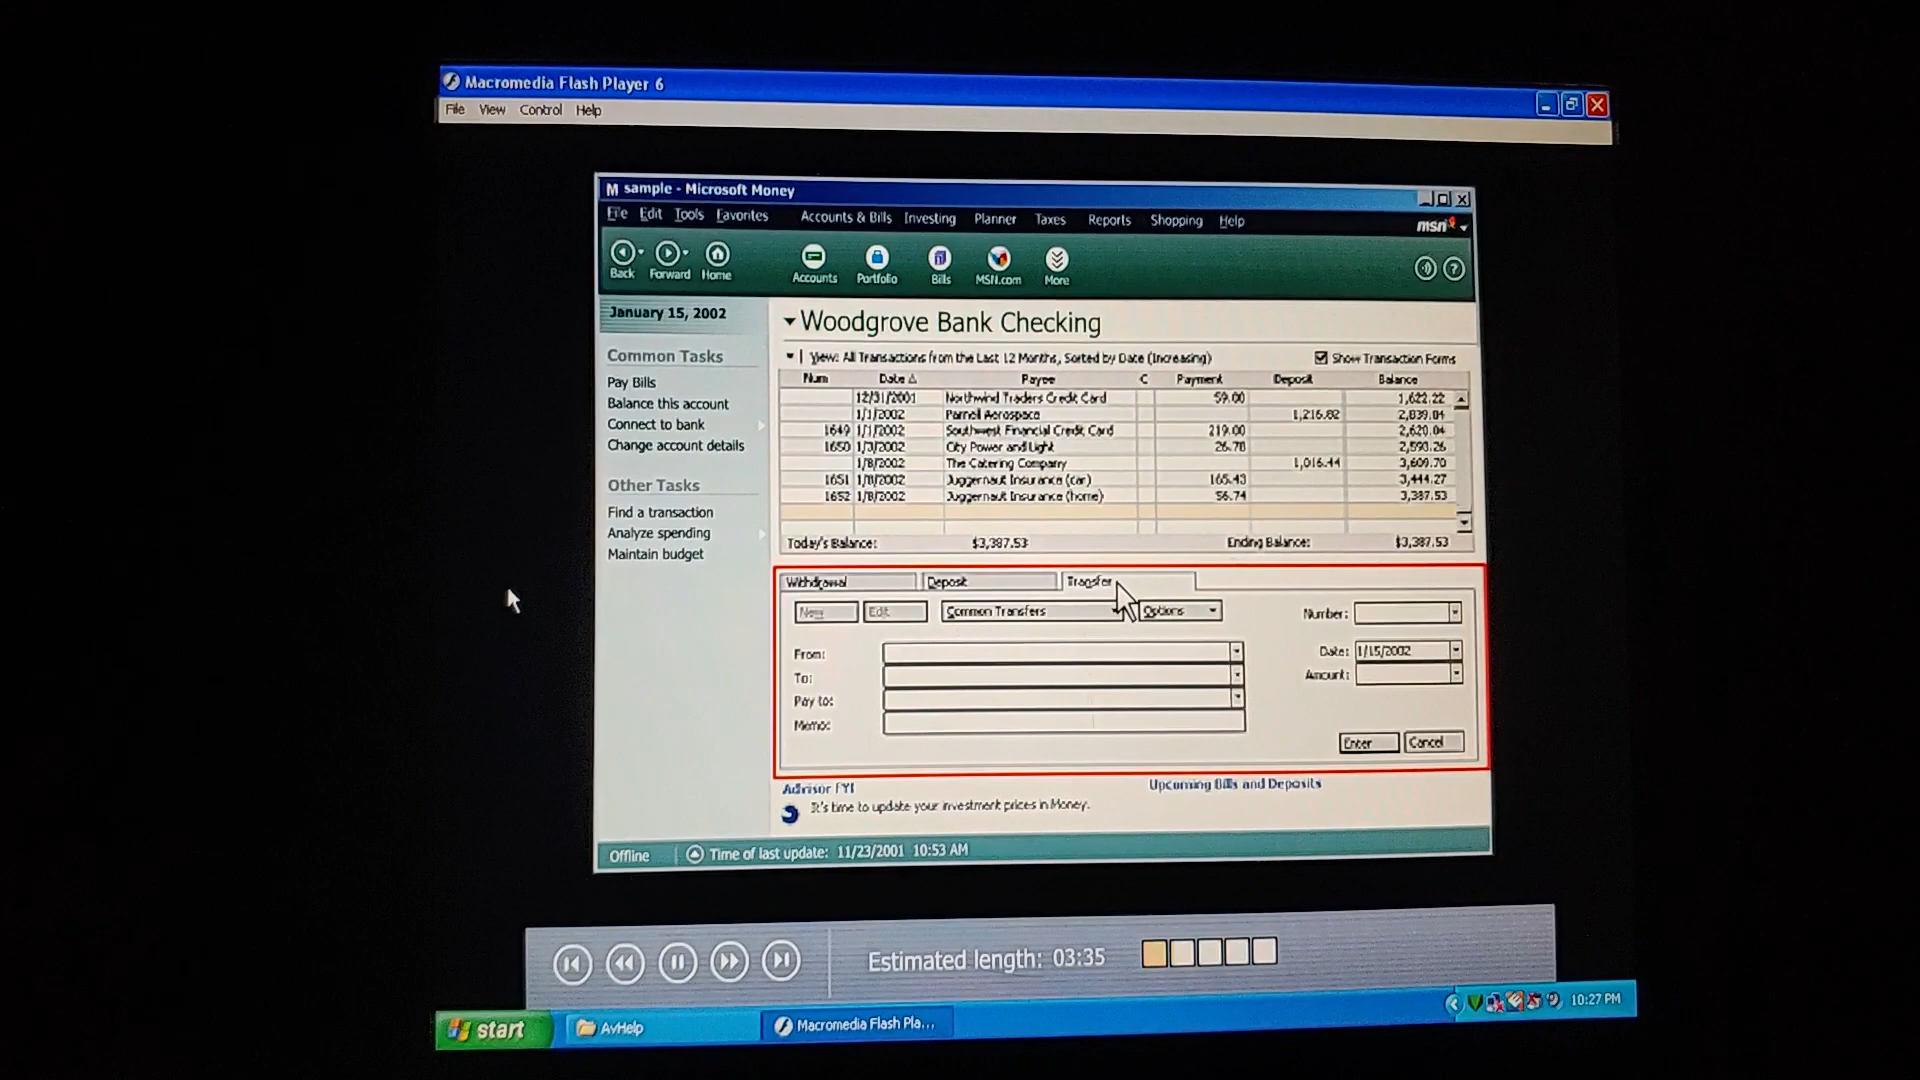 Macromedia Flash Player 6
File View Control Help
sample - Microsoft Money
File Edit Tools Favorites Accounts & Bills Investing Planner Taxes Reports Shopping Help
msn
Back Forward Home Accounts Portfolio Bills MSN.com More
January 15, 2002
Woodgrove Bank Checking
Common Tasks
View: All Transactions from the Last 12 Months, Sorted by Date (Increasing) Show Transaction Forms
Num Date Payee C Payment Deposit Balance
Pay Bills
Balance this account
Connect to bank
Change account details
12/31/2001 Northwind Traders Credit Card 59.00 1,622.22
1/1/2002 Parnell Aerospace 1,216.82 2,839.04
1649 1/1/2002 Southwest Financial Credit Card 219.00 2,620.04
1650 1/3/2002 City Power and Light 26.78 2,593.26
1/8/2002 The Catering Company 1,016.44 3,609.70
1651 1/8/2002 Juggernaut Insurance (car) 165.43 3,444.27
1652 1/8/2002 Juggernaut Insurance (home) 56.74 3,387.53
Other Tasks
Find a transaction
Analyze spending
Maintain budget
Today's Balance: $3,387.53 Ending Balance: $3,387.53
Withdrawal Deposit Transfer
New Edit Common Transfers Options Number:
From: Date: 1/15/2002
To: Amount:
Pay to:
Memo:
Enter Cancel
Advisor FYI Upcoming Bills and Deposits
It's time to update your investment prices in Money.
Offline Time of last update: 11/23/2001 10:53 AM
Estimated length: 03:35
start AvHelp Macromedia Flash Pla... 10:27 PM